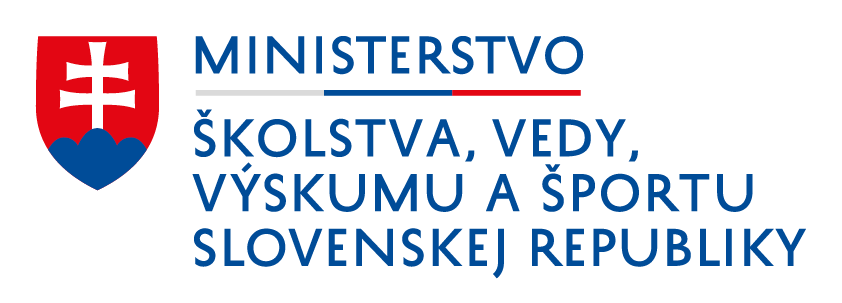 MINISTERSTVO
ŠKOLSTVA, VEDY,
VÝSKUMU A ŠPORTU
SLOVENSKEJ REPUBLIKY